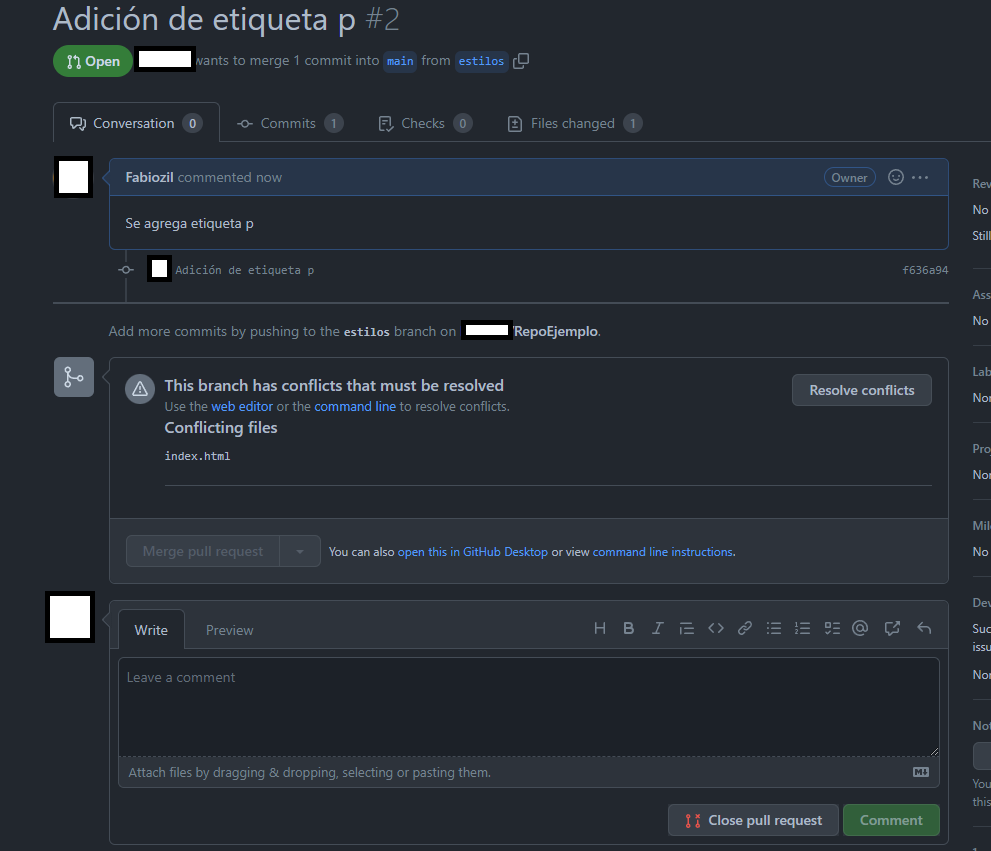 Adición de etiqueta p #2
Open wants to merge 1 commit into main from estilos
Conversation 0 Commits 1 Checks 0 Files changed 1
Fabiozil commented now Owner
Se agrega etiqueta p
Adición de etiqueta p f636a94
Add more commits by pushing to the estilos branch on /RepoEjemplo.
This branch has conflicts that must be resolved
Resolve conflicts
Use the web editor or the command line to resolve conflicts.
Conflicting files
index.html
Merge pull request You can also open this in GitHub Desktop or view command line instructions.
Write Preview
Leave a comment
Attach files by dragging & dropping, selecting or pasting them.
Close pull request Comment
Rev
No
Still
Ass
No
Lab
Non
Proj
Non
Mil
No
Dev
Suc
issu
Non
Not
You
this